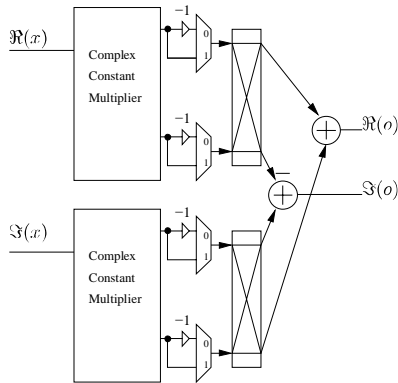 −1
ℜ(x)
0
1
Complex
Constant
Multiplier
−1
0
1
+
ℜ(o)
−
+
ℑ(o)
−1
ℑ(x)
0
1
Complex
Constant
Multiplier
−1
0
1